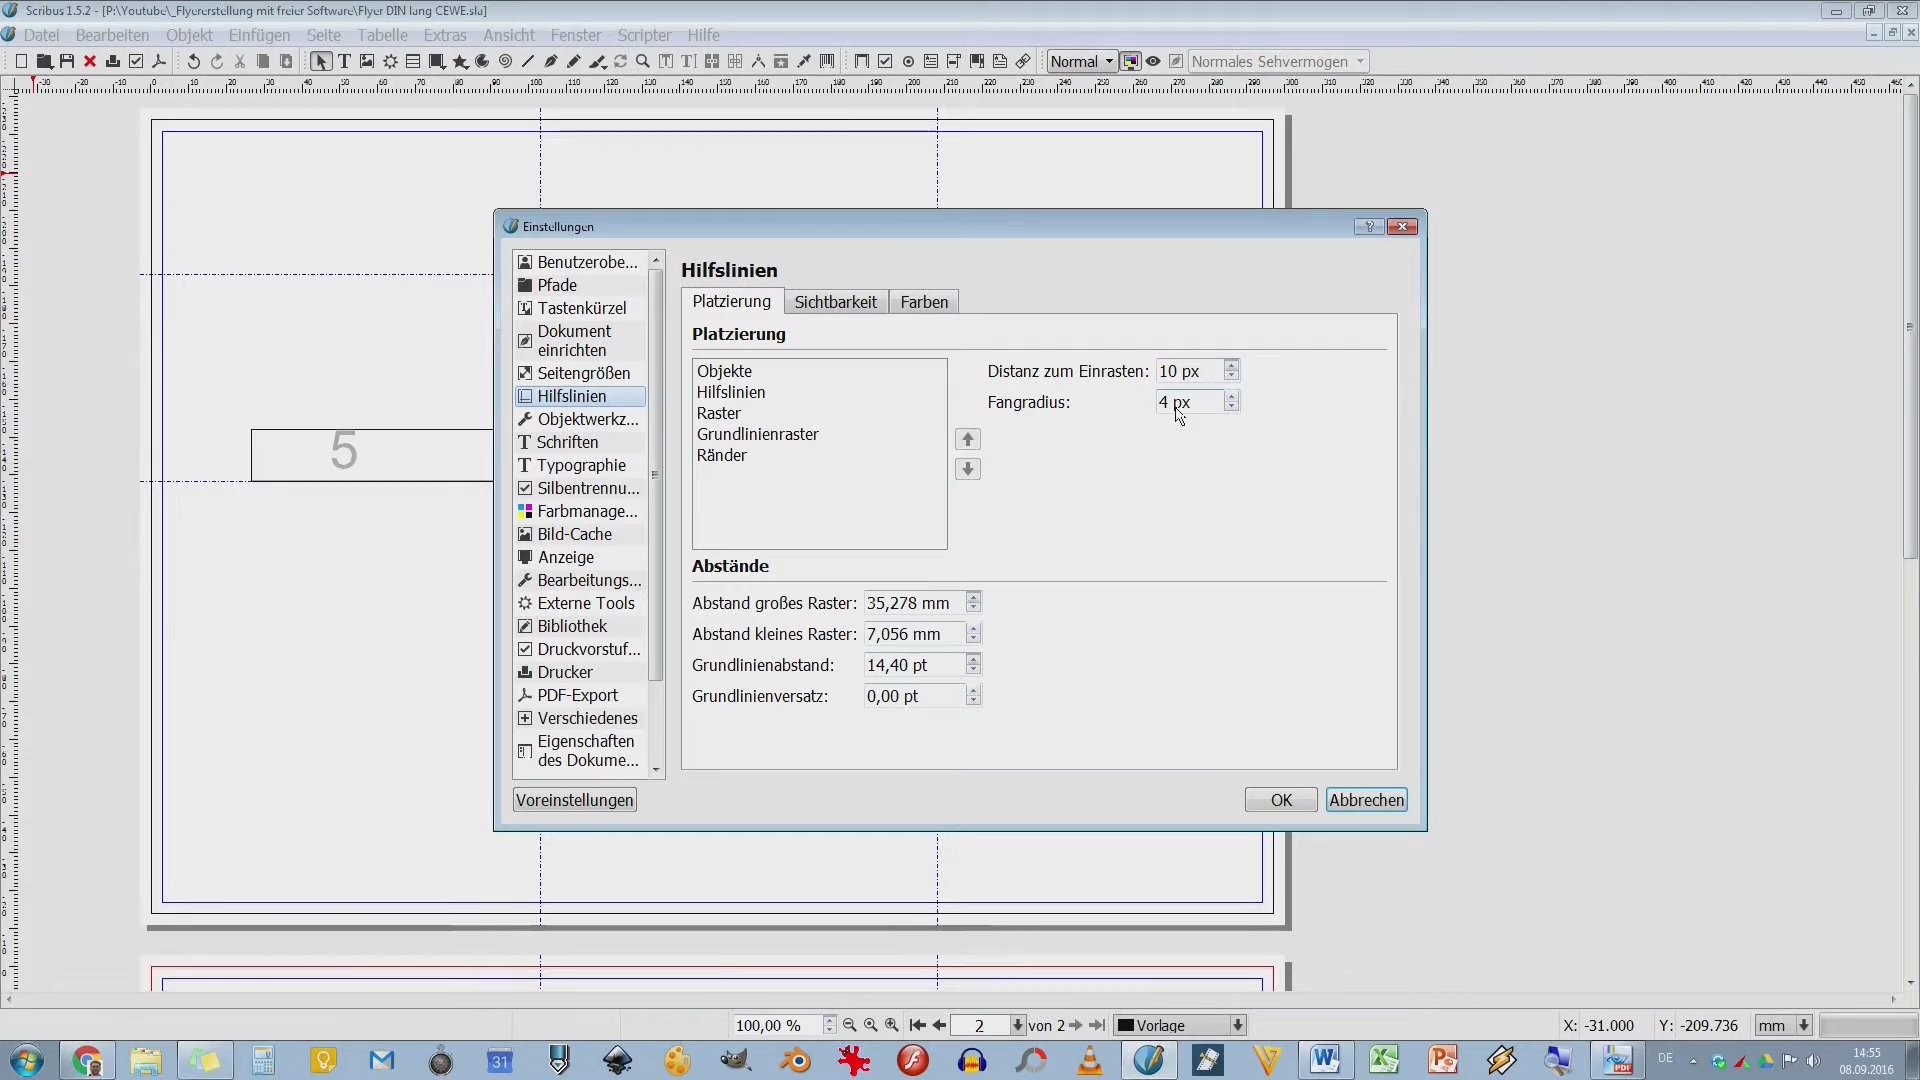 Scribus 1.5.2 - [P:\Youtube\_Flyererstellung mit freier Software\Flyer DIN lang CEWE.sla]
Datei Bearbeiten Objekt Einfügen Seite Tabelle Extras Ansicht Fenster Scripter Hilfe
Normal Normales Sehvermögen
Einstellungen
Benutzerobe...
Pfade
Tastenkürzel
Dokument
einrichten
Seitengrößen
Hilfslinien
Objektwerkz...
Schriften
Typographie
Silbentrennu...
Farbmanage...
Bild-Cache
Anzeige
Bearbeitungs...
Externe Tools
Bibliothek
Druckvorstuf...
Drucker
PDF-Export
Verschiedenes
Eigenschaften
des Dokume...
Hilfslinien
Platzierung Sichtbarkeit Farben
Platzierung
Objekte
Hilfslinien
Raster
Grundlinienraster
Ränder
Distanz zum Einrasten: 10 px
Fangradius: 4 px
Abstände
Abstand großes Raster: 35,278 mm
Abstand kleines Raster: 7,056 mm
Grundlinienabstand: 14,40 pt
Grundlinienversatz: 0,00 pt
Voreinstellungen OK Abbrechen
5
100,00 % 2 von 2 Vorlage X: -31.000 Y: -209.736 mm
DE 14:55
08.09.2016